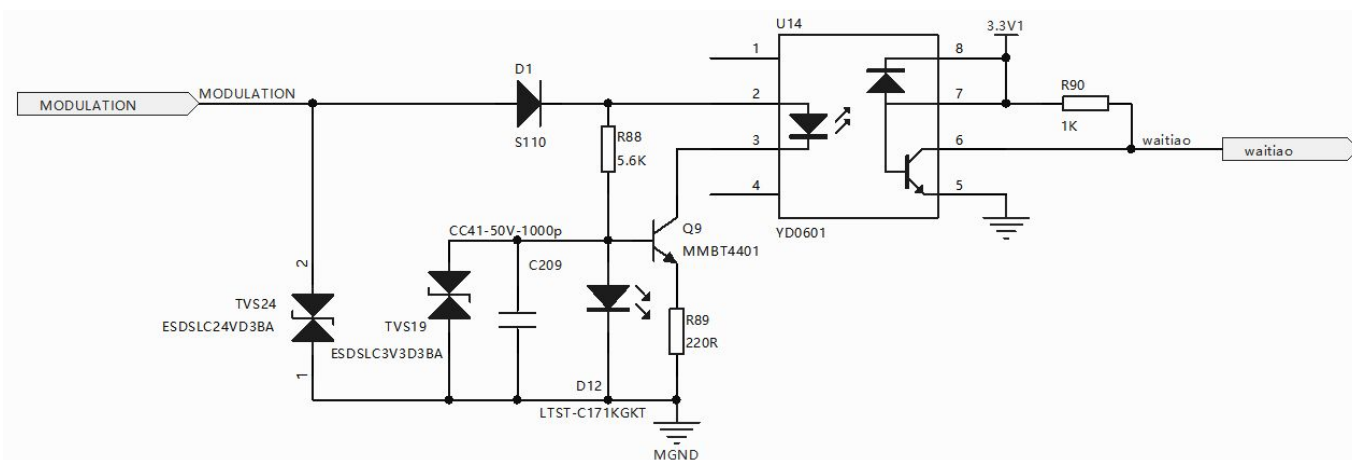 U14
3.3V1
1
8
D1
MODULATION
MODULATION
2
7
R90
S110
R88
5.6K
1K
3
6
waitiao
waitiao
4
5
CC41-50V-1000p
Q9
MMBT4401
YD0601
C209
2
TVS24
ESDSLC24VD3BA
TVS19
ESDSLC3V3D3BA
R89
220R
1
D12
LTST-C171KGKT
MGND